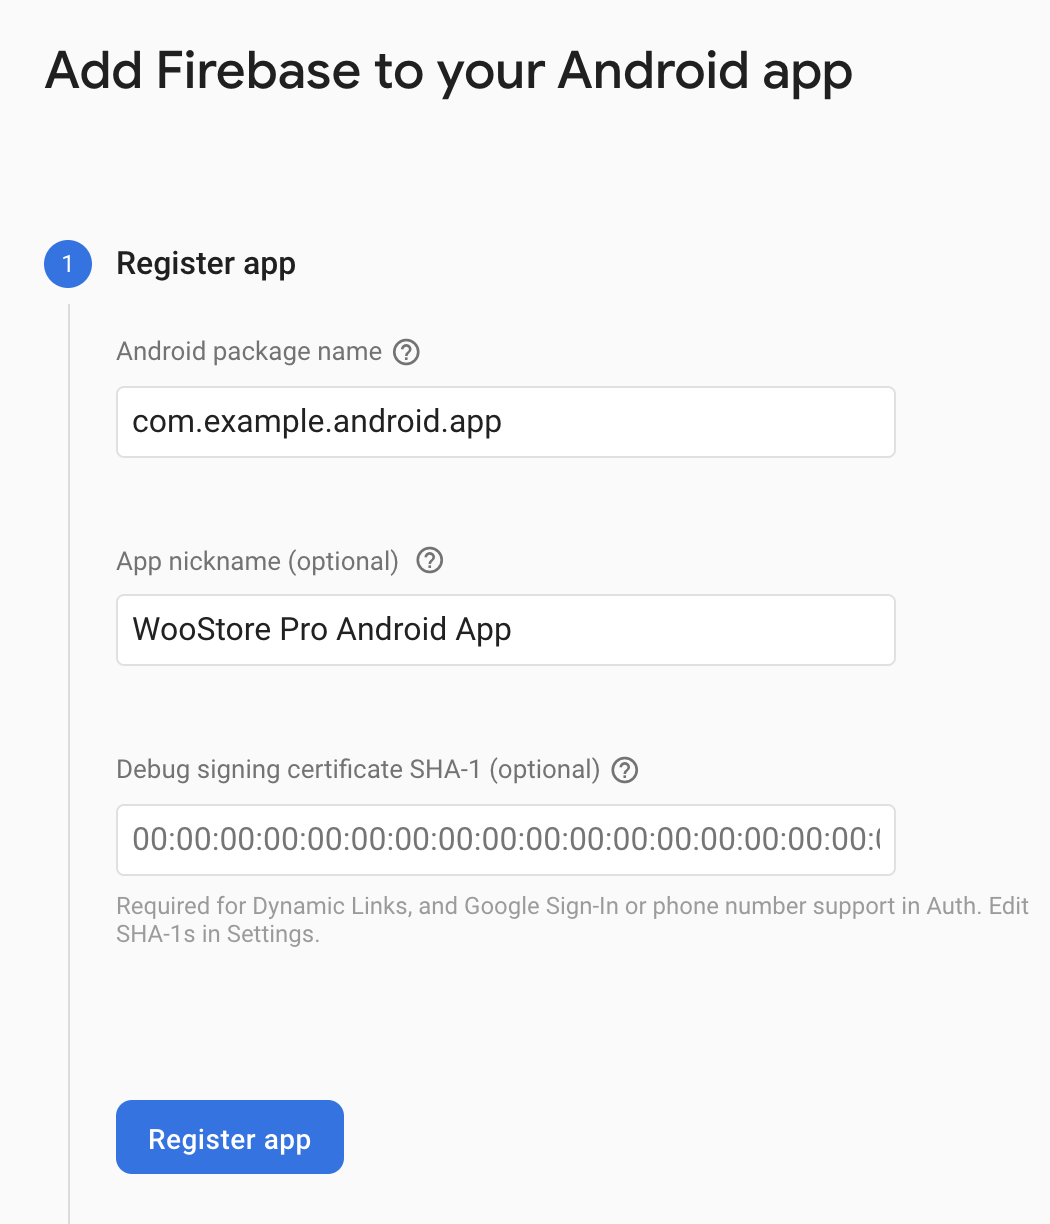 Add Firebase to your Android app
1 Register app
Android package name ?
com.example.android.app
App nickname (optional) ?
WooStore Pro Android App
Debug signing certificate SHA-1 (optional) ?
00:00:00:00:00:00:00:00:00:00:00:00:00:00:00:00:00:
Required for Dynamic Links, and Google Sign-In or phone number support in Auth. Edit
SHA-1s in Settings.
Register app